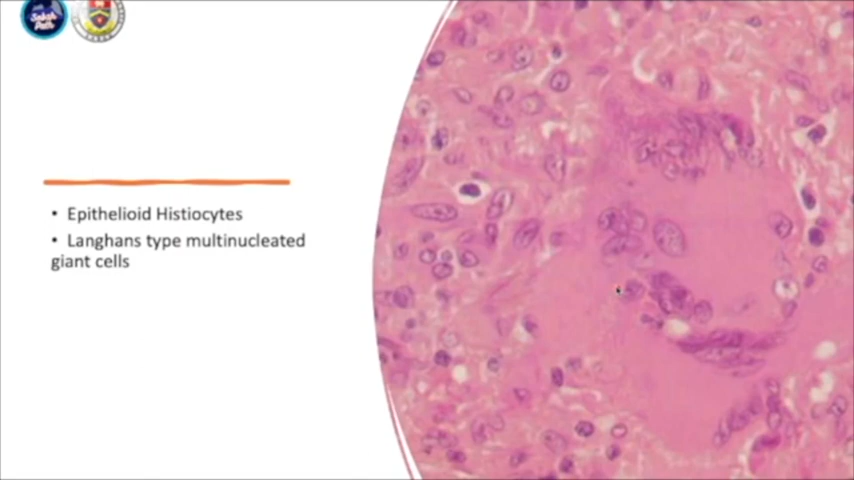 • Epithelioid Histiocytes
• Langhans type multinucleated
giant cells